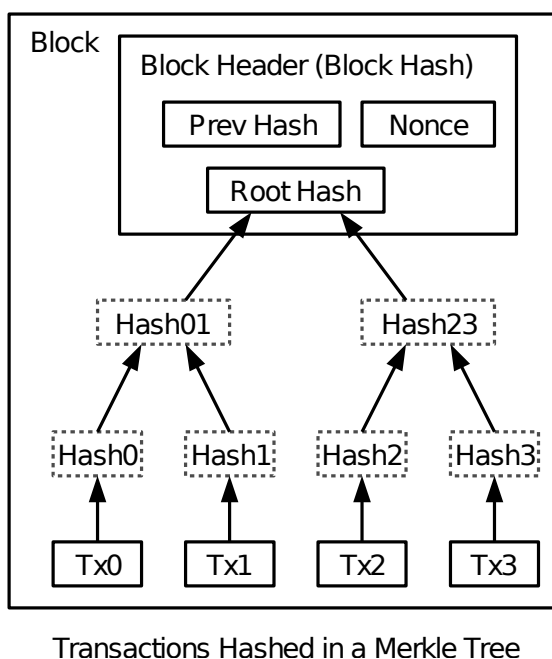 Block
Block Header (Block Hash)
Prev Hash
Nonce
Root Hash
Hash01
Hash23
Hash0
Hash1
Hash2
Hash3
Tx0
Tx1
Tx2
Tx3
Transactions Hashed in a Merkle Tree